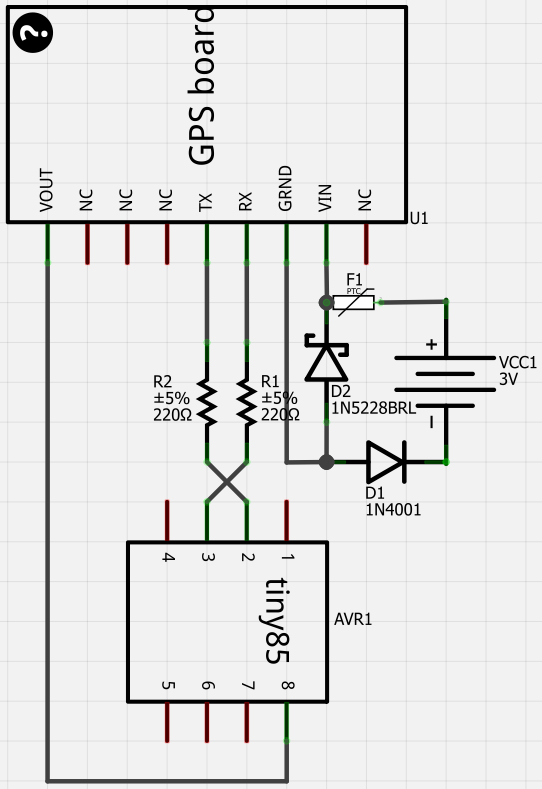 ?
GPS board
VOUT
NC
NC
NC
TX
RX
GRND
VIN
NC
U1
F1
PTC
+
VCC1
3V
R2
±5%
220Ω
R1
±5%
220Ω
D2
1N5228BRL
D1
1N4001
4
3
2
1
tiny85
AVR1
5
6
7
8